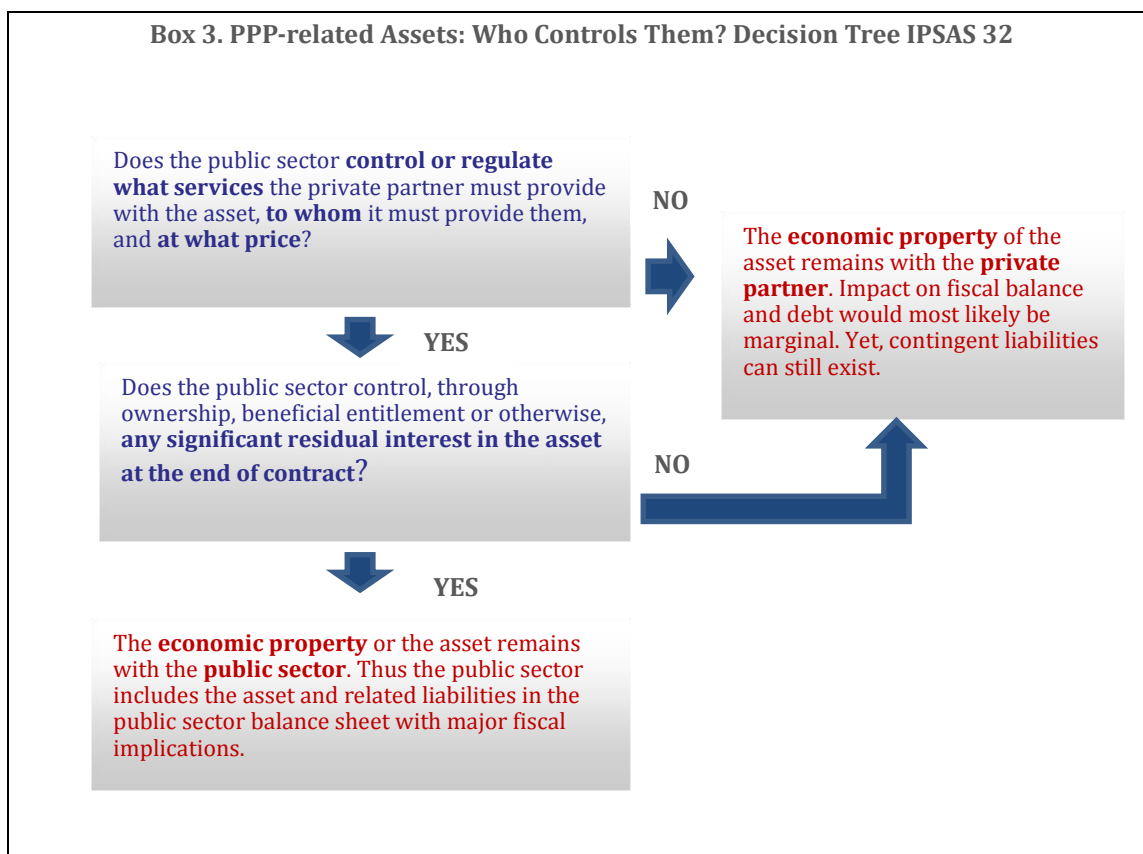 Box 3. PPP-related Assets: Who Controls Them? Decision Tree IPSAS 32
Does the public sector control or regulate
what services the private partner must provide
with the asset, to whom it must provide them,
and at what price?
NO
The economic property of the
asset remains with the private
partner. Impact on fiscal balance
and debt would most likely be
marginal. Yet, contingent liabilities
can still exist.
YES
Does the public sector control, through
ownership, beneficial entitlement or otherwise,
any significant residual interest in the asset
at the end of contract?
NO
YES
The economic property or the asset remains
with the public sector. Thus the public sector
includes the asset and related liabilities in the
public sector balance sheet with major fiscal
implications.